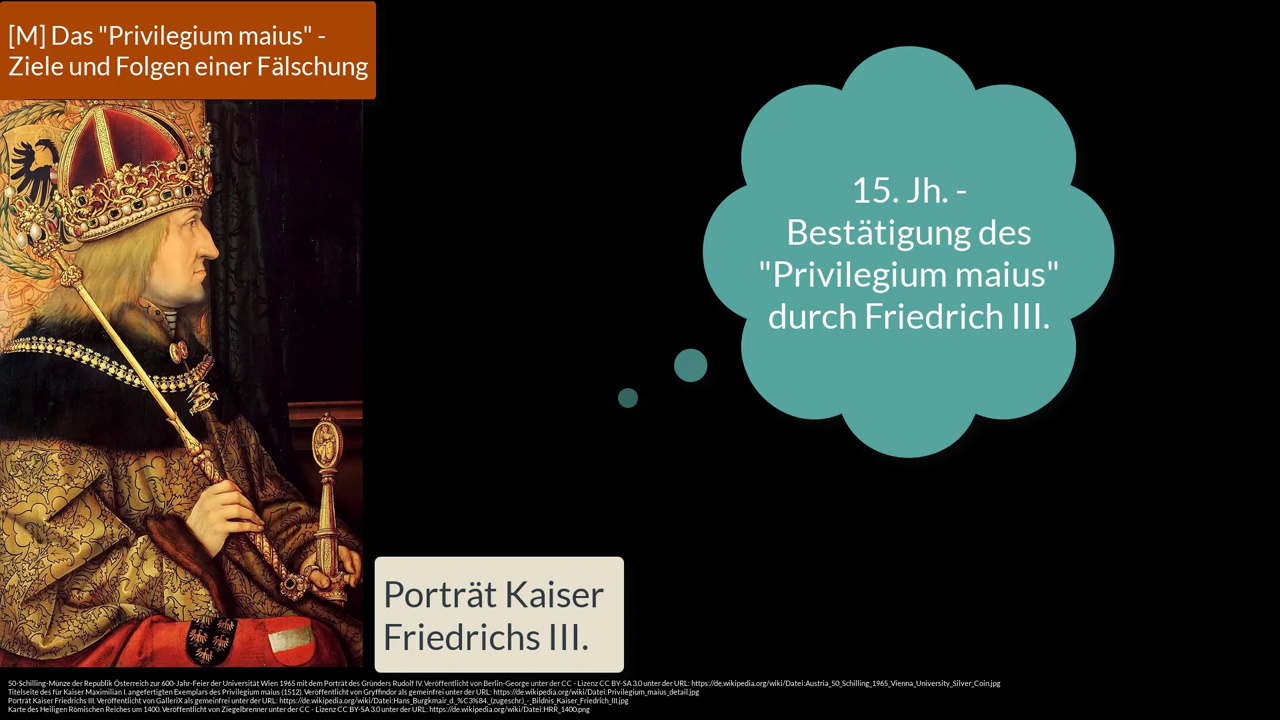 [M] Das "Privilegium maius" -
Ziele und Folgen einer Fälschung
15. Jh. -
Bestätigung des
"Privilegium maius"
durch Friedrich III.
Porträt Kaiser
Friedrichs III.
50-Schilling-Münze der Republik Österreich zur 600-Jahr-Feier der Universität Wien 1965 mit dem Porträt des Gründers Rudolf IV. Veröffentlicht von Berlin-George unter der CC - Lizenz CC BY-SA 3.0 unter der URL: https://de.wikipedia.org/wiki/Datei:Austria_50_Schilling_1965_Vienna_University_Silver_Coin.jpg
Titelseite des für Kaiser Maximilian I. angefertigten Exemplars des Privilegium maius (1512). Veröffentlicht von Gryffindor als gemeinfrei unter der URL: https://de.wikipedia.org/wiki/Datei:Privilegium_maius_detail.jpg
Porträt Kaiser Friedrichs III. Veröffentlicht von GalleriX als gemeinfrei unter der URL: https://de.wikipedia.org/wiki/Datei:Hans_Burgkmair_d._%C3%84._(zugeschr.)_-_Bildnis_Kaiser_Friedrich_III.jpg
Karte des Heiligen Römischen Reiches um 1400. Veröffentlicht von Ziegelbrenner unter der CC - Lizenz CC BY-SA 3.0 unter der URL: https://de.wikipedia.org/wiki/Datei:HRR_1400.png